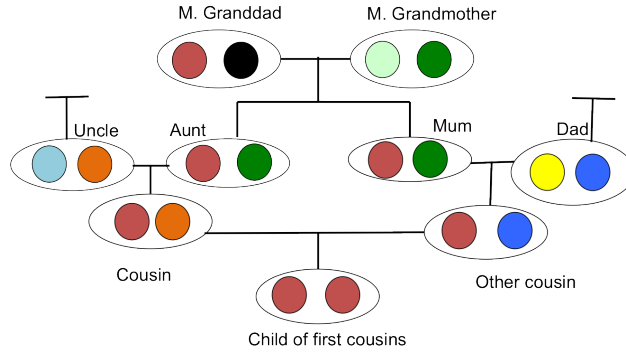 M. Granddad
M. Grandmother
Uncle
Aunt
Mum
Dad
Cousin
Other cousin
Child of first cousins